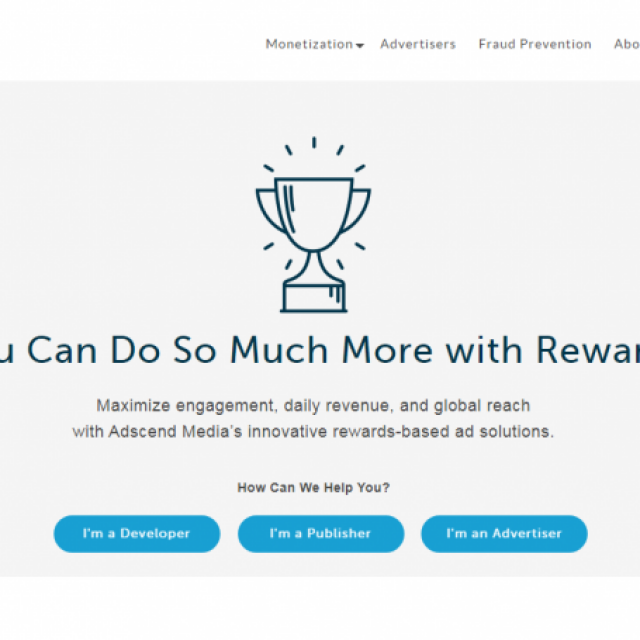 Monetization Advertisers Fraud Prevention Abo
u Can Do So Much More with Rewar
Maximize engagement, daily revenue, and global reach
with Adscend Media's innovative rewards-based ad solutions.
How Can We Help You?
I'm a Developer I'm a Publisher I'm an Advertiser